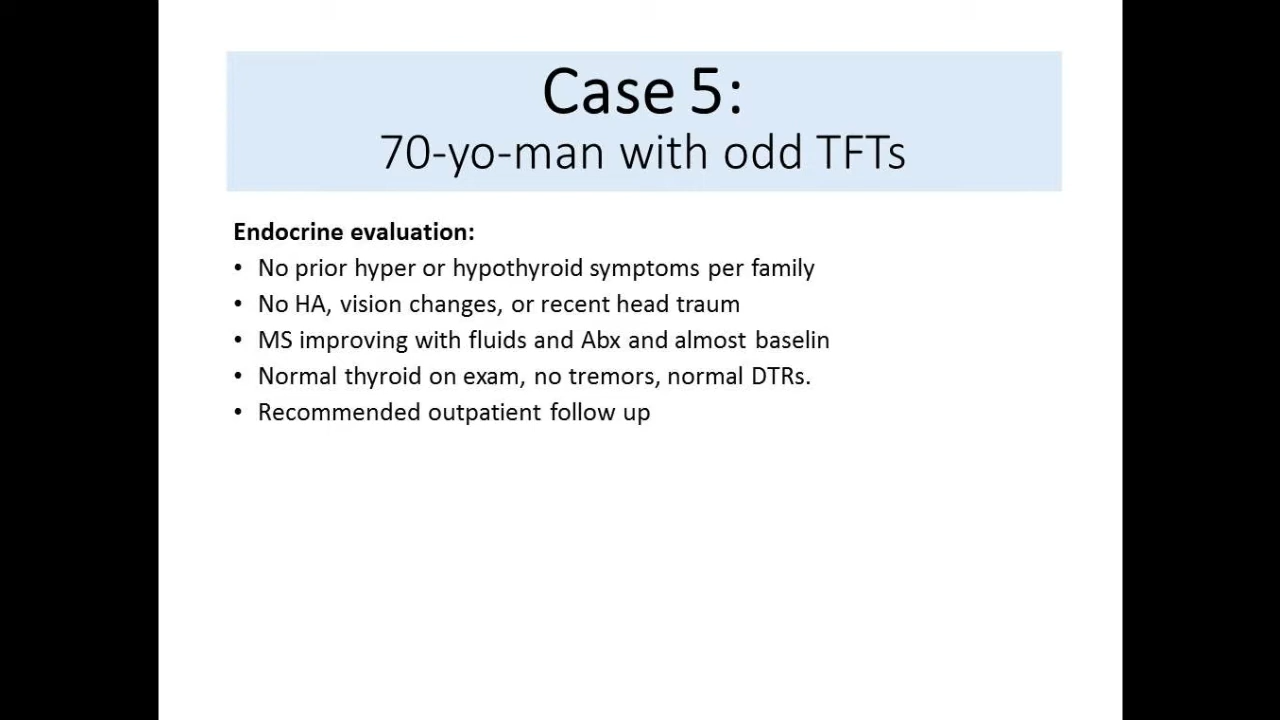 Case 5:
70-yo-man with odd TFTs
Endocrine evaluation:
• No prior hyper or hypothyroid symptoms per family
• No HA, vision changes, or recent head traum
• MS improving with fluids and Abx and almost baselin
• Normal thyroid on exam, no tremors, normal DTRs.
• Recommended outpatient follow up